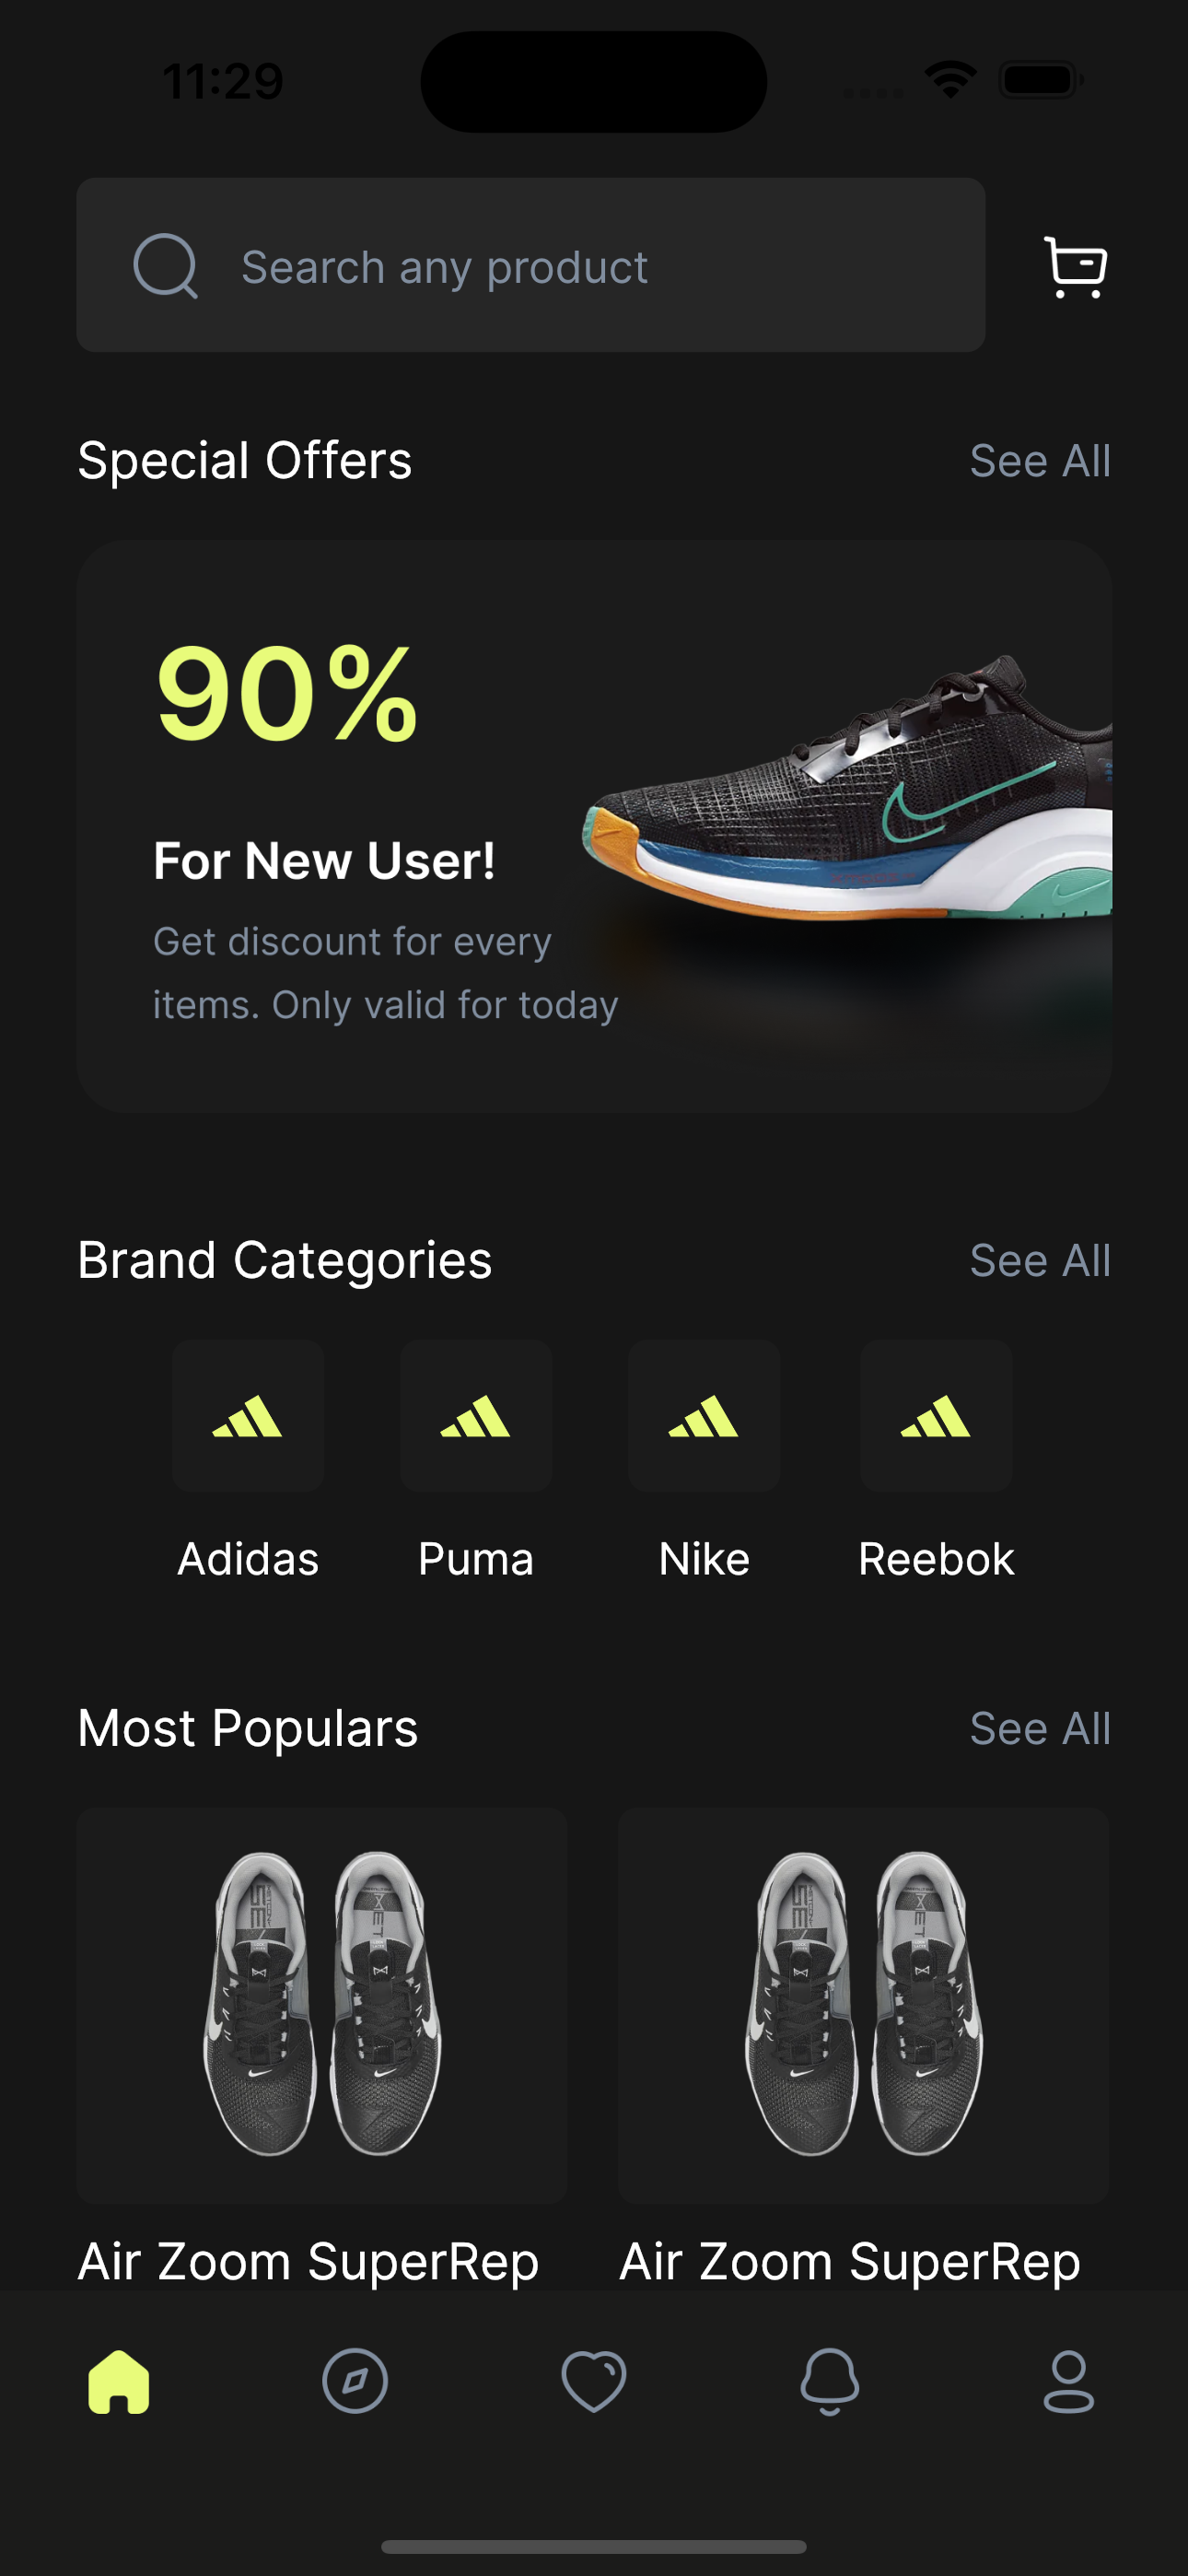 11:29
Search any product
Special Offers
See All
90%
For New User!
Get discount for every
items. Only valid for today
Brand Categories
See All
Adidas
Puma
Nike
Reebok
Most Populars
See All
Air Zoom SuperRep
Air Zoom SuperRep